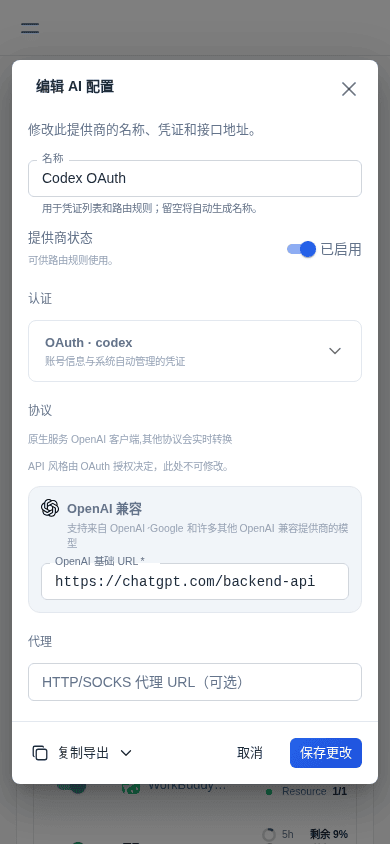 编辑 AI 配置
修改此提供商的名称、凭证和接口地址。
名称
Codex OAuth
用于凭证列表和路由规则；留空将自动生成名称。
提供商状态
已启用
可供路由规则使用。
认证
OAuth · codex
账号信息与系统自动管理的凭证
协议
原生服务 OpenAI 客户端,其他协议会实时转换
API 风格由 OAuth 授权决定，此处不可修改。
OpenAI 兼容
支持来自 OpenAI ·Google 和许多其他 OpenAI 兼容提供商的模
型
OpenAI 基础 URL *
https://chatgpt.com/backend-api
代理
HTTP/SOCKS 代理 URL（可选）
复制导出
取消
保存更改
WorkBuddy...
Resource 1/1
5h 剩余 9%